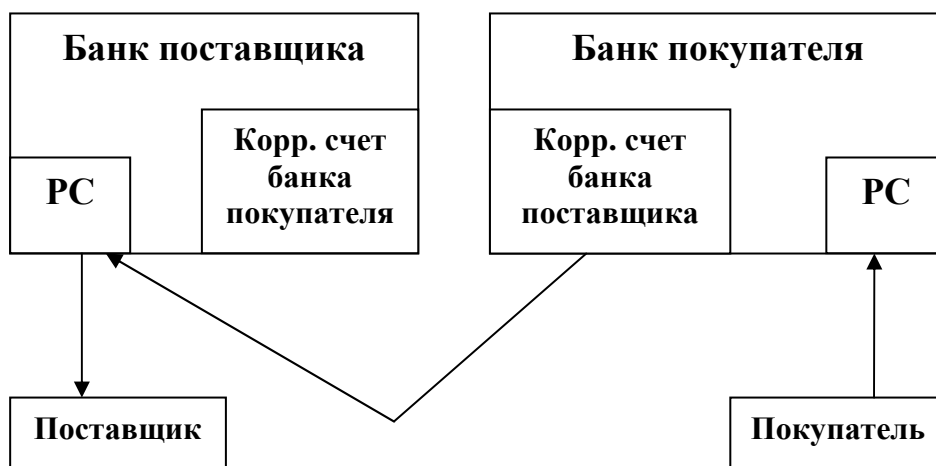 Банк поставщика
Корр. счет
банка
покупателя
РС
Банк покупателя
Корр. счет
банка
поставщика
РС
Поставщик
Покупатель